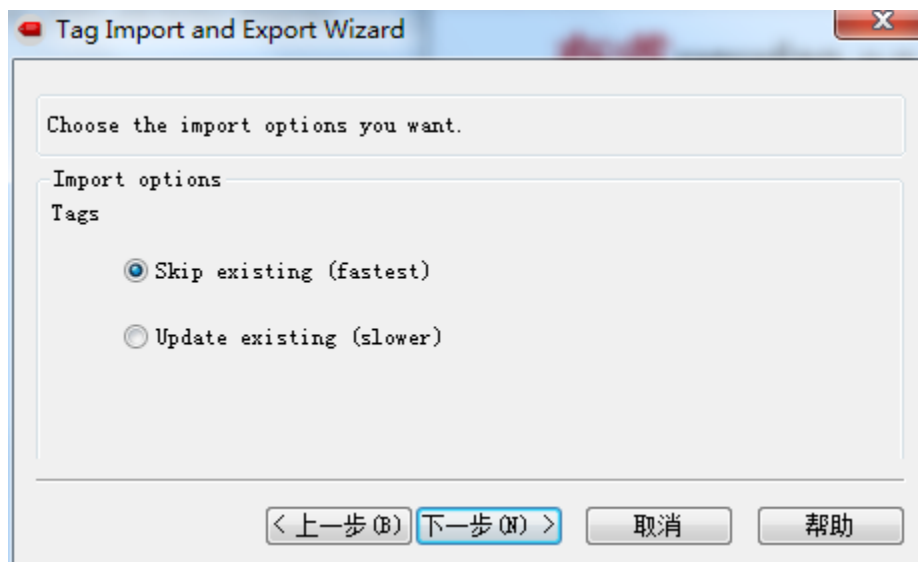 Tag Import and Export Wizard
Choose the import options you want.
Import options
Tags
Skip existing (fastest)
Update existing (slower)
< 上一步(B) 下一步(N) > 取消 帮助